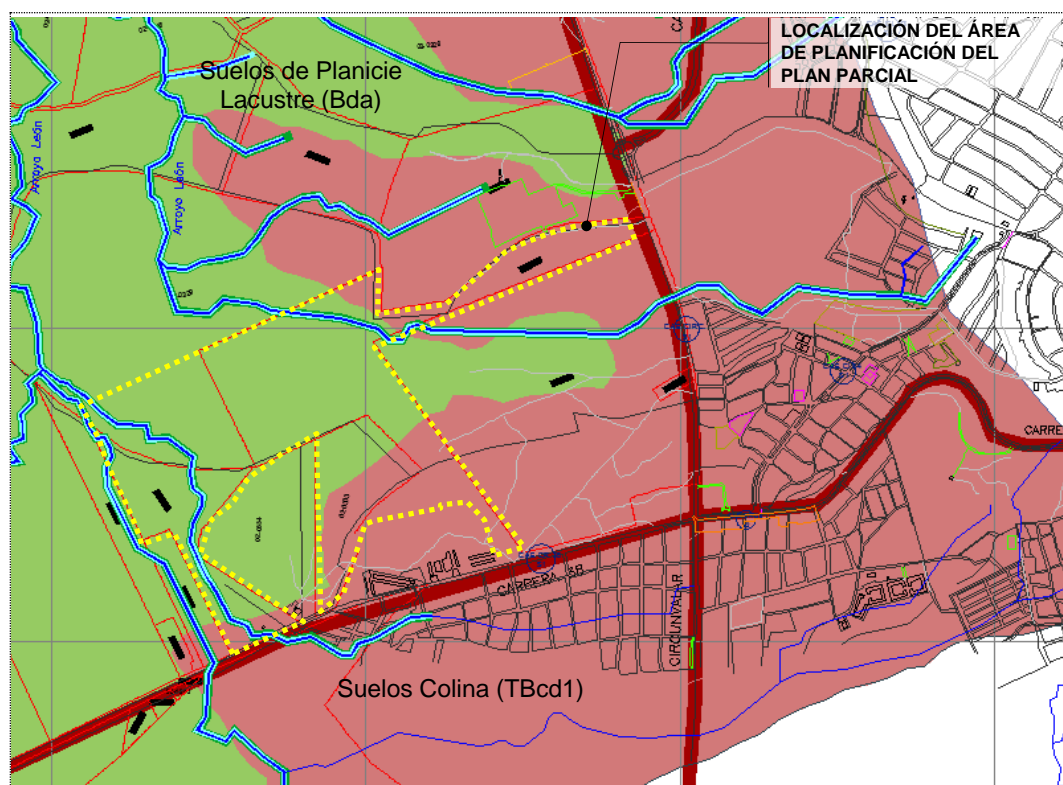 LOCALIZACIÓN DEL ÁREA
DE PLANIFICACIÓN DEL
PLAN PARCIAL
Suelos de Planicie
Lacustre (Bda)
Arroyo León
Arroyo León
CARRE
CARRERA 38
CIRCUNVALAR
Suelos Colina (TBcd1)